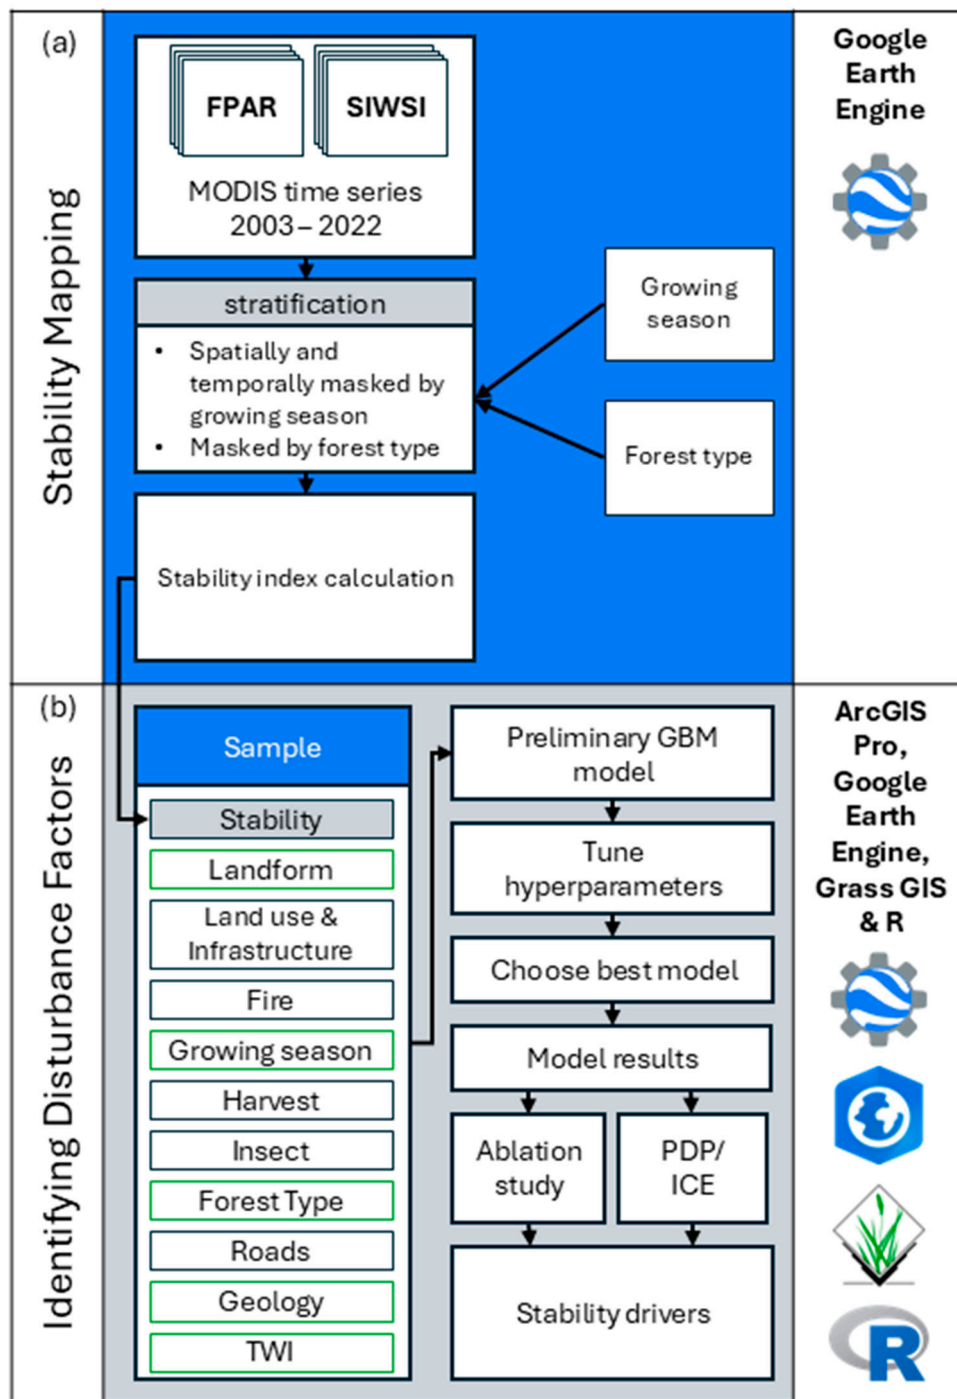 (a)
Stability Mapping
FPAR
SIWSI
MODIS time series
2003 – 2022
stratification
• Spatially and
temporally masked by
growing season
• Masked by forest type
Growing
season
Forest type
Stability index calculation
Google
Earth
Engine
(b)
Identifying Disturbance Factors
Sample
Stability
Landform
Land use &
Infrastructure
Fire
Growing season
Harvest
Insect
Forest Type
Roads
Geology
TWI
Preliminary GBM
model
Tune
hyperparameters
Choose best model
Model results
Ablation
study
PDP/
ICE
Stability drivers
ArcGIS
Pro,
Google
Earth
Engine,
Grass GIS
& R
R